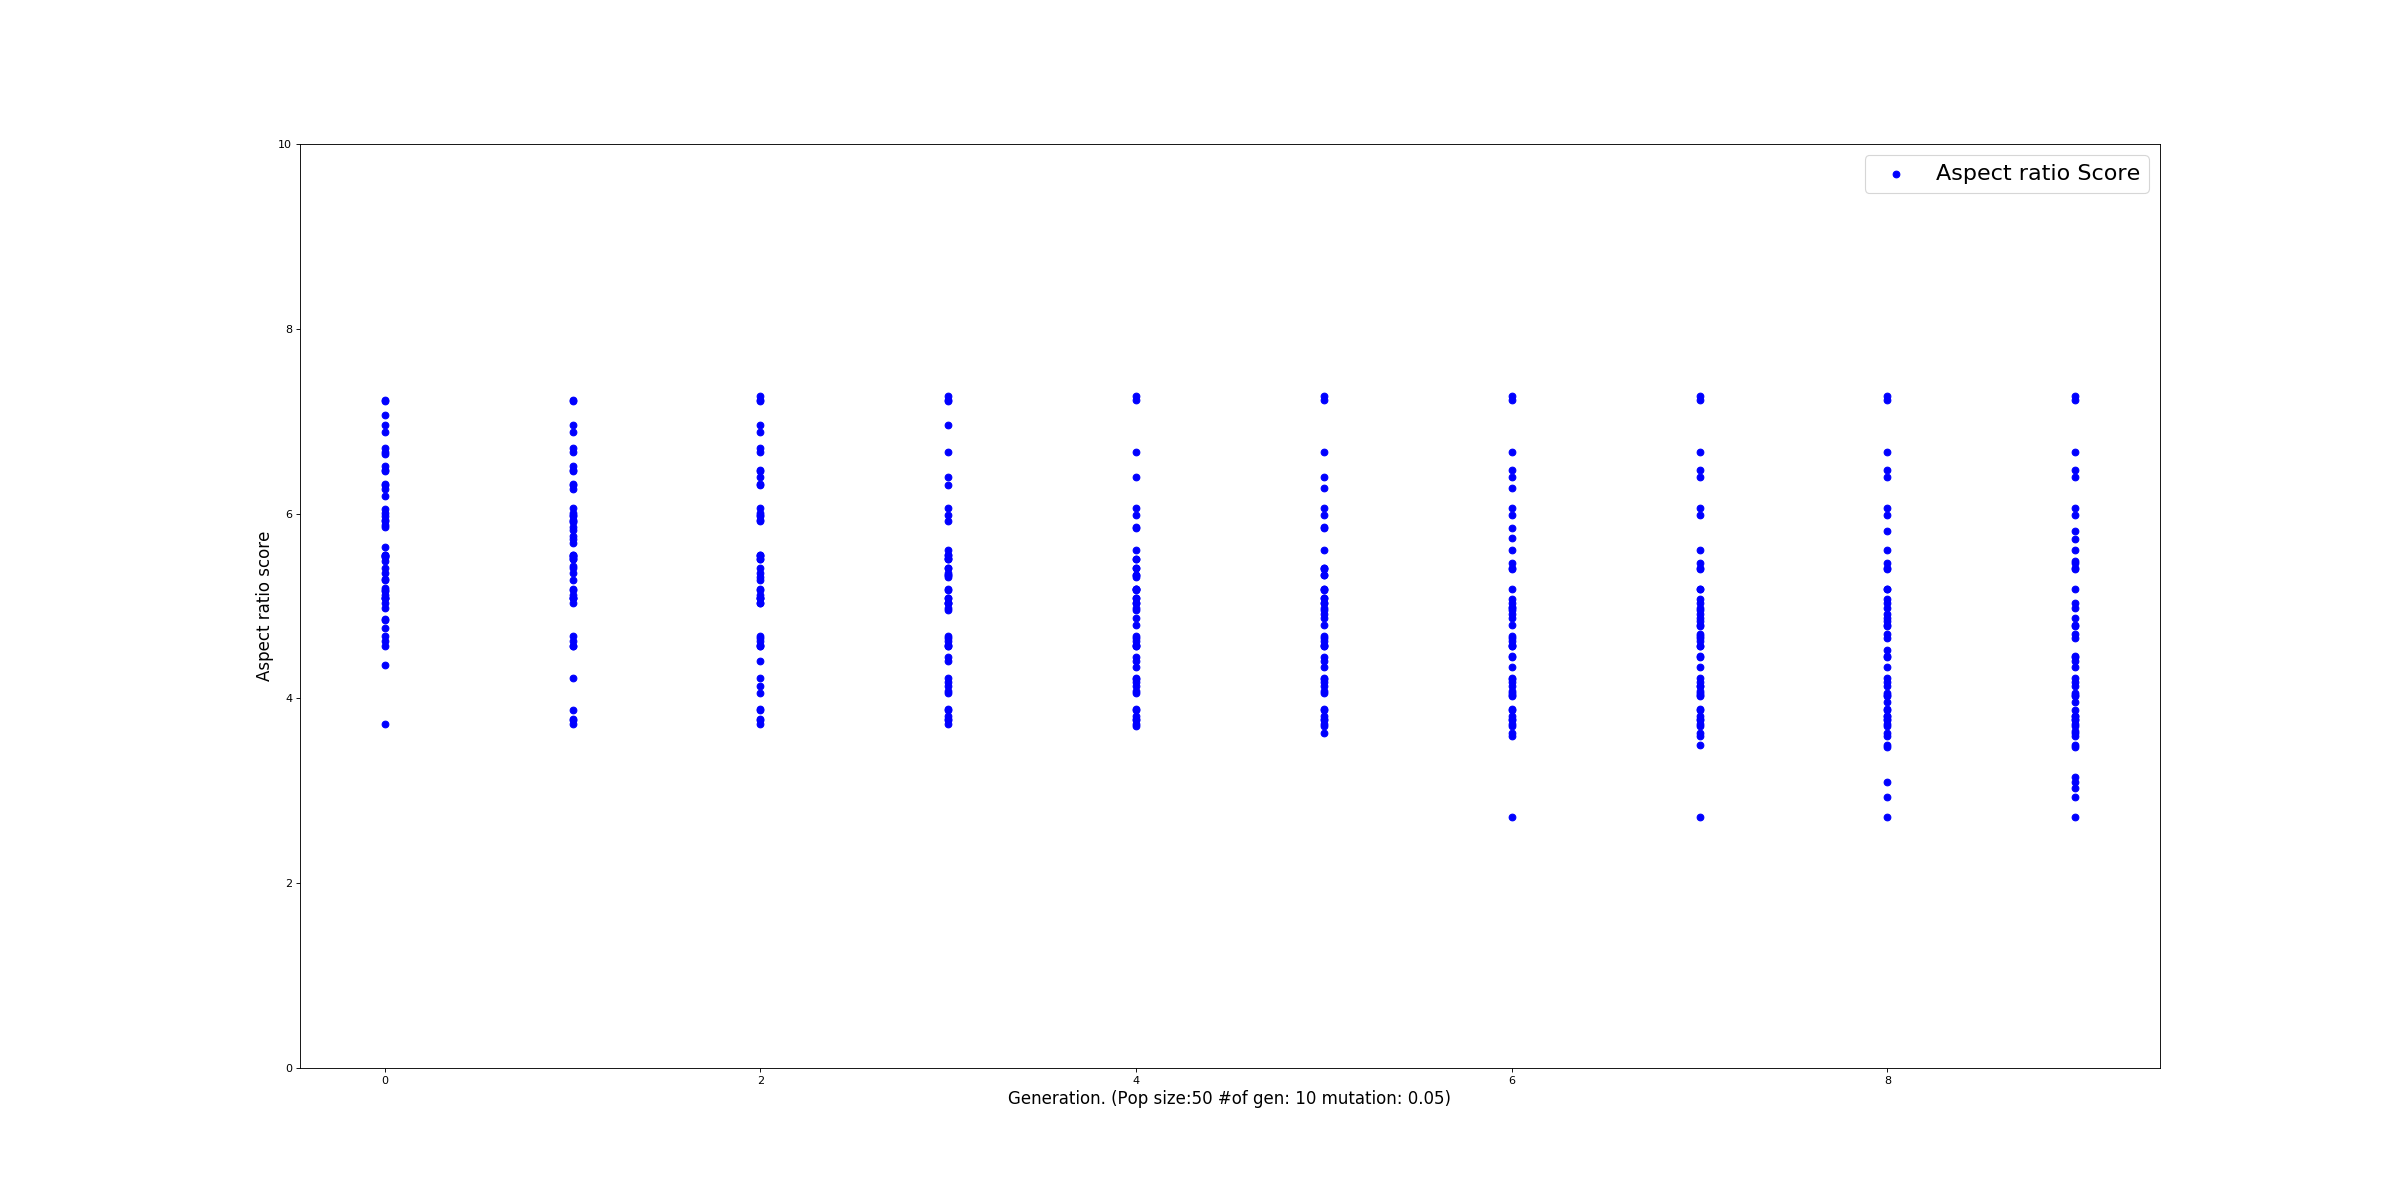 10
Aspect ratio Score
8
6
Aspect ratio score
4
2
0
0 2 4 6 8
Generation. (Pop size:50 #of gen: 10 mutation: 0.05)